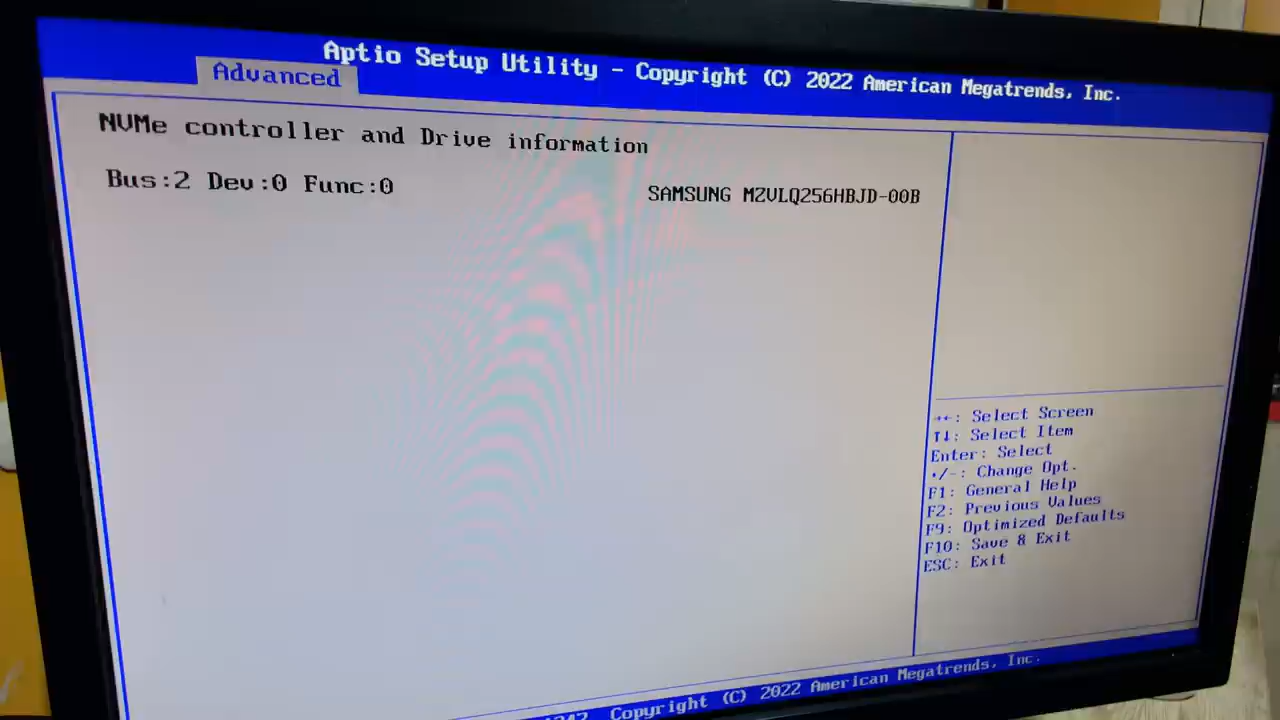 Aptio Setup Utility - Copyright (C) 2022 American Megatrends, Inc.
Advanced
NVMe controller and Drive information
Bus:2 Dev:0 Func:0 SAMSUNG MZVLQ256HBJD-00B
→←: Select Screen
↑↓: Select Item
Enter: Select
+/-: Change Opt.
F1: General Help
F2: Previous Values
F9: Optimized Defaults
F10: Save & Exit
ESC: Exit
Copyright (C) 2022 American Megatrends, Inc.